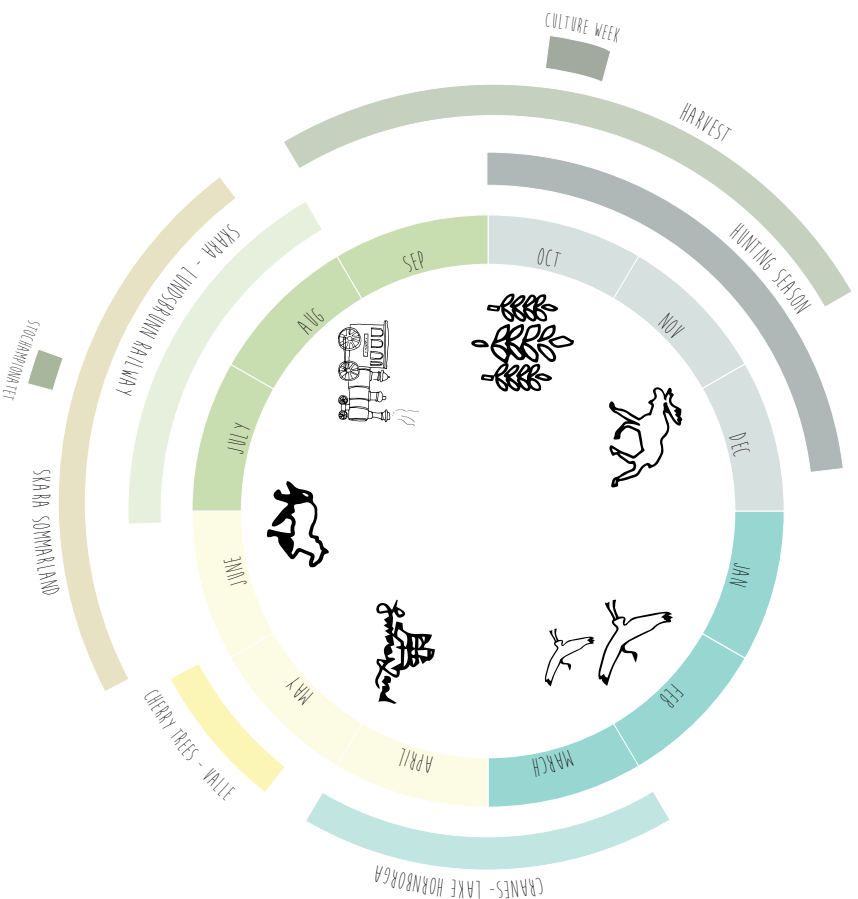 CULTURE WEEK
HARVEST
HUNTING SEASON
SKARA - LUNDSBRUNN RAILWAY
STOCHAMPIONATET
SKARA SOMMARLAND
CHERRY TREES - VALLE
CRANES- LAKE HORNBORGA
JAN
FEB
MARCH
APRIL
MAY
JUNE
JULY
AUG
SEP
OCT
NOV
DEC